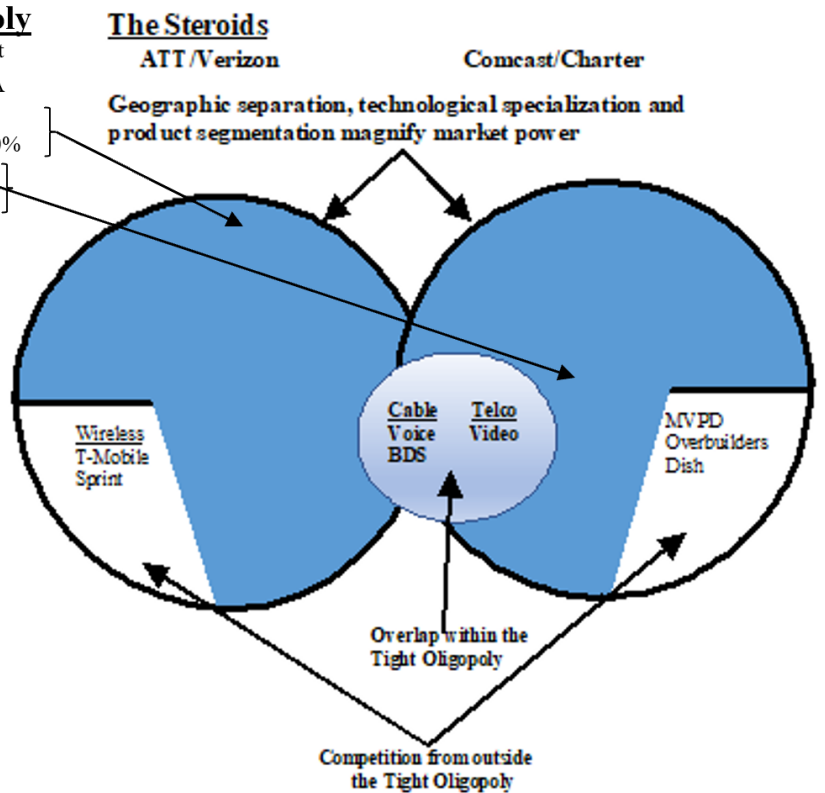 The Steroids
ATT/Verizon
Comcast/Charter
Geographic separation, technological specialization and
product segmentation magnify market power
Wireless
T-Mobile
Sprint
Cable
Voice
BDS
Telco
Video
MVPD
Overbuilders
Dish
Overlap within the
Tight Oligopoly
Competition from outside
the Tight Oligopoly